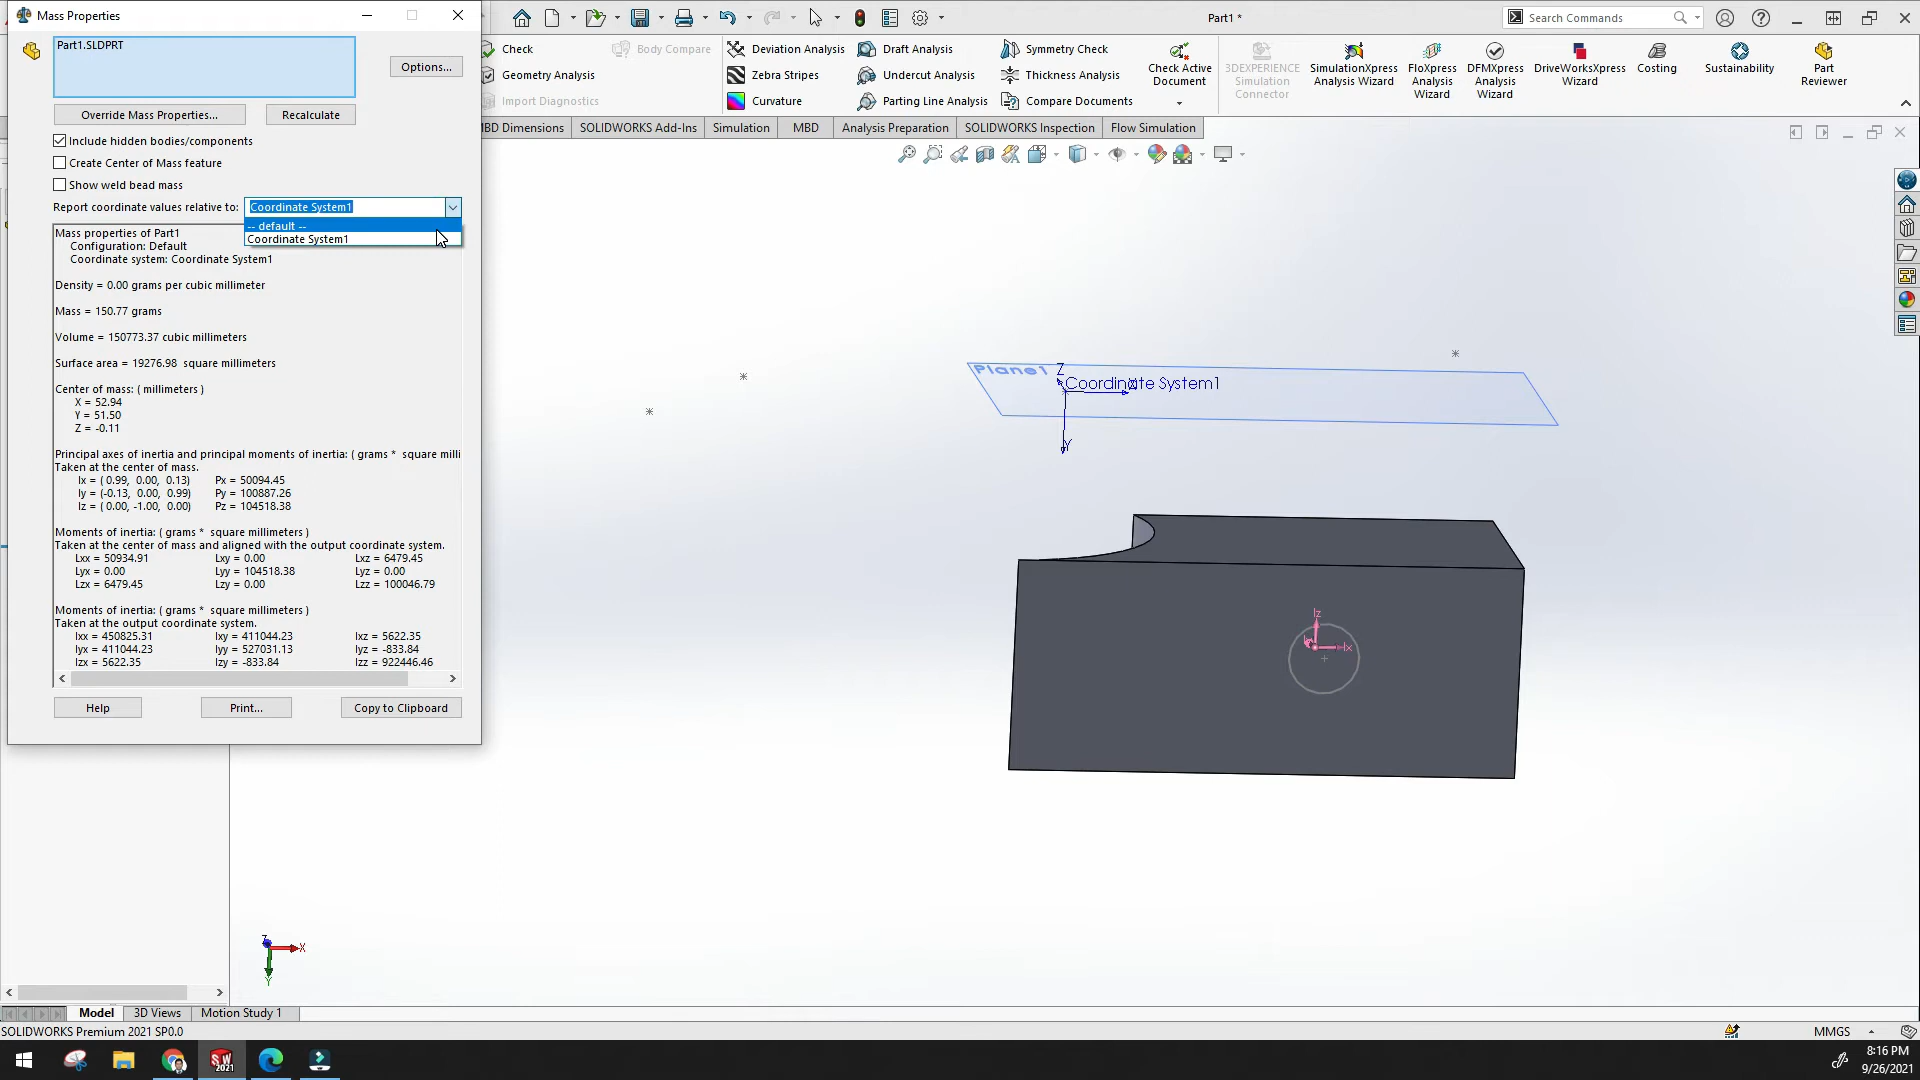 Mass Properties
Part1.SLDPRT
Options...
Override Mass Properties...
Recalculate
Include hidden bodies/components
Create Center of Mass feature
Show weld bead mass
Report coordinate values relative to:
Coordinate System1
-- default --
Coordinate System1
Mass properties of Part1
Configuration: Default
Coordinate system: Coordinate System1
Density = 0.00 grams per cubic millimeter
Mass = 150.77 grams
Volume = 150773.37 cubic millimeters
Surface area = 19276.98 square millimeters
Center of mass: ( millimeters )
X = 52.94
Y = 51.50
Z = -0.11
Principal axes of inertia and principal moments of inertia: ( grams * square milli
Taken at the center of mass.
Ix = ( 0.99, 0.00, 0.13) Px = 50094.45
Iy = (-0.13, 0.00, 0.99) Py = 100887.26
Iz = ( 0.00, -1.00, 0.00) Pz = 104518.38
Moments of inertia: ( grams * square millimeters )
Taken at the center of mass and aligned with the output coordinate system.
Lxx = 50934.91 Lxy = 0.00 Lxz = 6479.45
Lyx = 0.00 Lyy = 104518.38 Lyz = 0.00
Lzx = 6479.45 Lzy = 0.00 Lzz = 100046.79
Moments of inertia: ( grams * square millimeters )
Taken at the output coordinate system.
Ixx = 450825.31 Ixy = 411044.23 Ixz = 5622.35
Iyx = 411044.23 Iyy = 527031.13 Iyz = -833.84
Izx = 5622.35 Izy = -833.84 Izz = 922446.46
Help
Print...
Copy to Clipboard
Part1 *
Search Commands
Check
Body Compare
Geometry Analysis
Import Diagnostics
Deviation Analysis
Zebra Stripes
Curvature
Draft Analysis
Undercut Analysis
Parting Line Analysis
Symmetry Check
Thickness Analysis
Compare Documents
Check Active
Document
3DEXPERIENCE
Simulation
Connector
SimulationXpress
Analysis Wizard
FloXpress
Analysis
Wizard
DFMXpress
Analysis
Wizard
DriveWorksXpress
Wizard
Costing
Sustainability
Part
Reviewer
MBD Dimensions
SOLIDWORKS Add-Ins
Simulation
MBD
Analysis Preparation
SOLIDWORKS Inspection
Flow Simulation
Plane1
Z
Coordinate System1
X
Y
Iz
Ix
Z
X
Y
Model
3D Views
Motion Study 1
SOLIDWORKS Premium 2021 SP0.0
MMGS
SW
2021
8:16 PM
9/26/2021